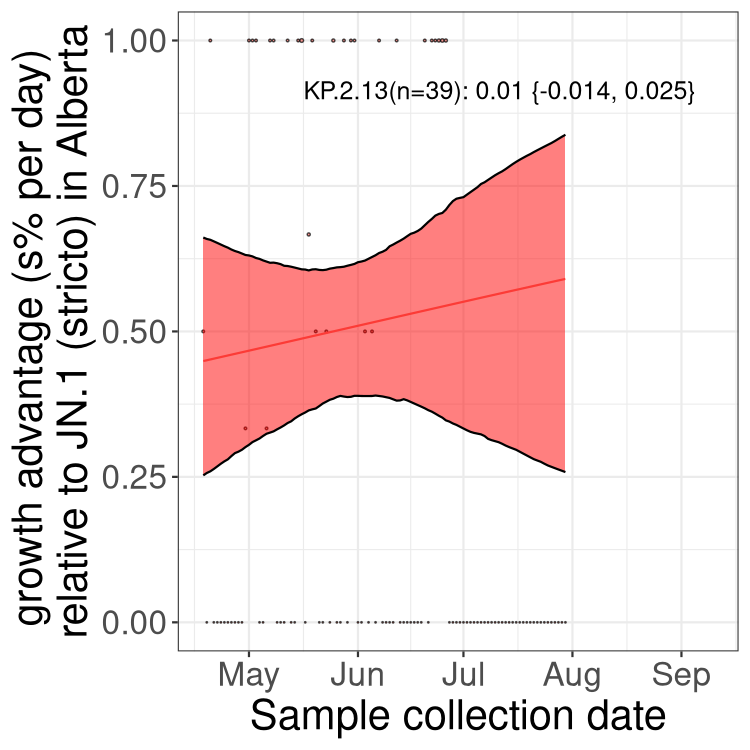 growth advantage (s% per day)
relative to JN.1 (stricto) in Alberta
1.00
0.75
0.50
0.25
0.00
KP.2.13(n=39): 0.01 {-0.014, 0.025}
May Jun Jul Aug Sep
Sample collection date